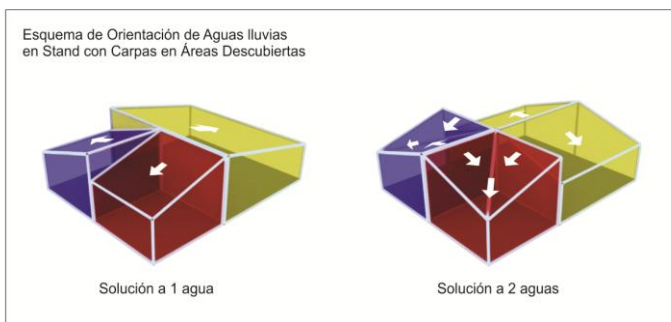 Esquema de Orientación de Aguas lluvias
en Stand con Carpas en Áreas Descubiertas
Solución a 1 agua
Solución a 2 aguas